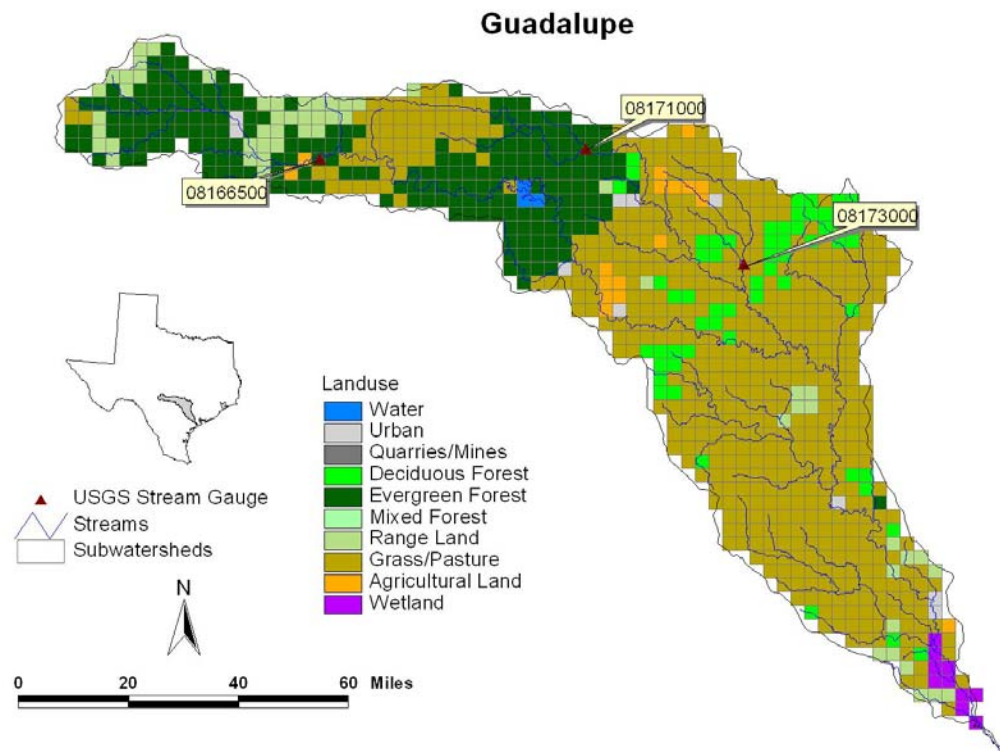 Guadalupe
08171000
08166500
08173000
Landuse
Water
Urban
Quarries/Mines
Deciduous Forest
Evergreen Forest
Mixed Forest
Range Land
Grass/Pasture
Agricultural Land
Wetland
USGS Stream Gauge
Streams
Subwatersheds
N
0 20 40 60 Miles